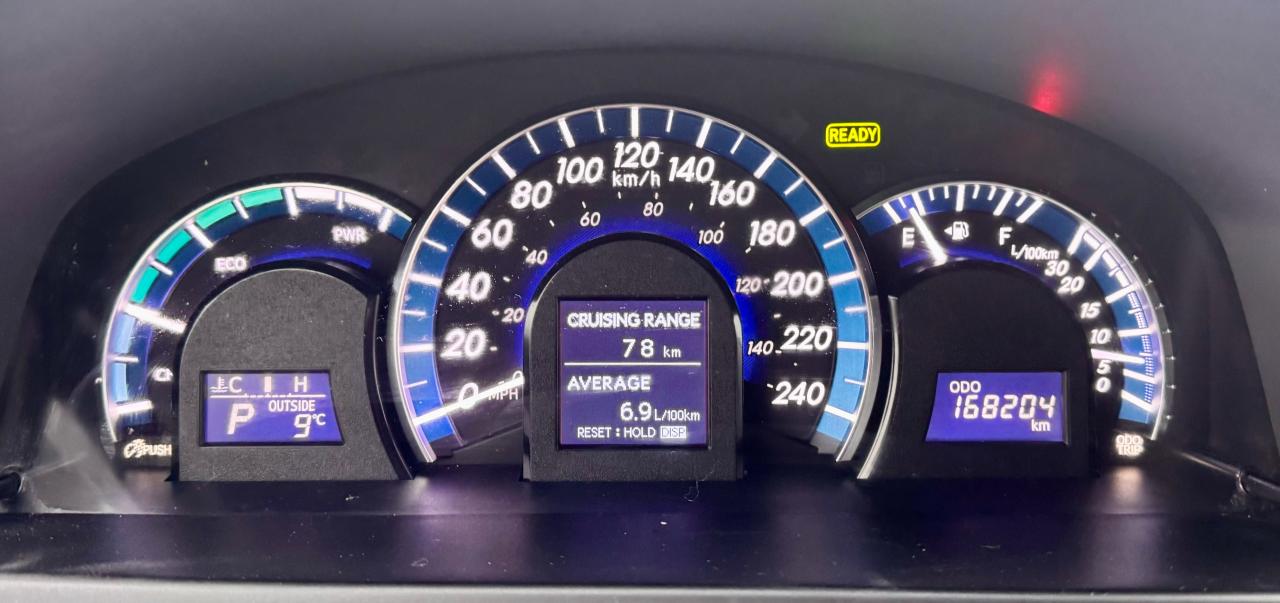 READY
PWR
ECO
CH
C H
P OUTSIDE
9°C
PUSH
0
20
40
60
80
100
120
140
160
180
200
220
240
km/h
MPH
20
40
60
80
100
120
140
CRUISING RANGE
78 km
AVERAGE
6.9 L/100km
RESET : HOLD DISP
E F
L/100km
30
20
15
10
5
0
ODO
168204
km
ODO
TRIP